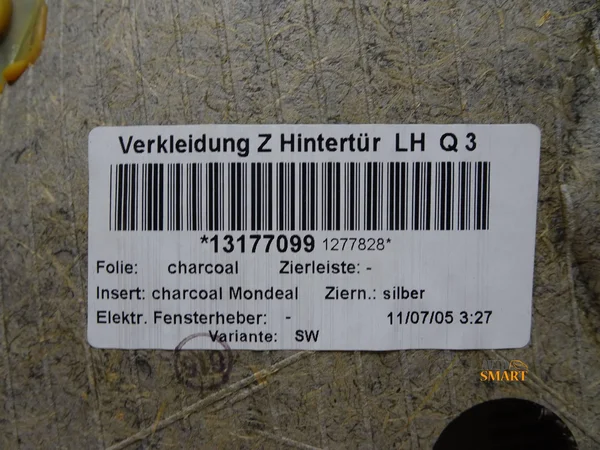 Verkleidung Z Hintertür LH Q 3
*13177099 1277828*
Folie: charcoal Zierleiste: -
Insert: charcoal Mondeal Ziern.: silber
Elektr. Fensterheber: - 11/07/05 3:27
Variante: SW
SMART